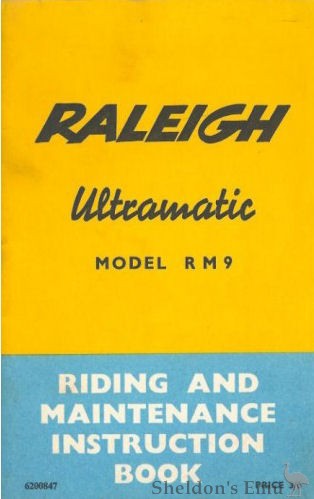 RALEIGH
Ultramatic
MODEL RM9
RIDING AND
MAINTENANCE
INSTRUCTION
BOOK
6200847
PRICE
Sheldon's Emu